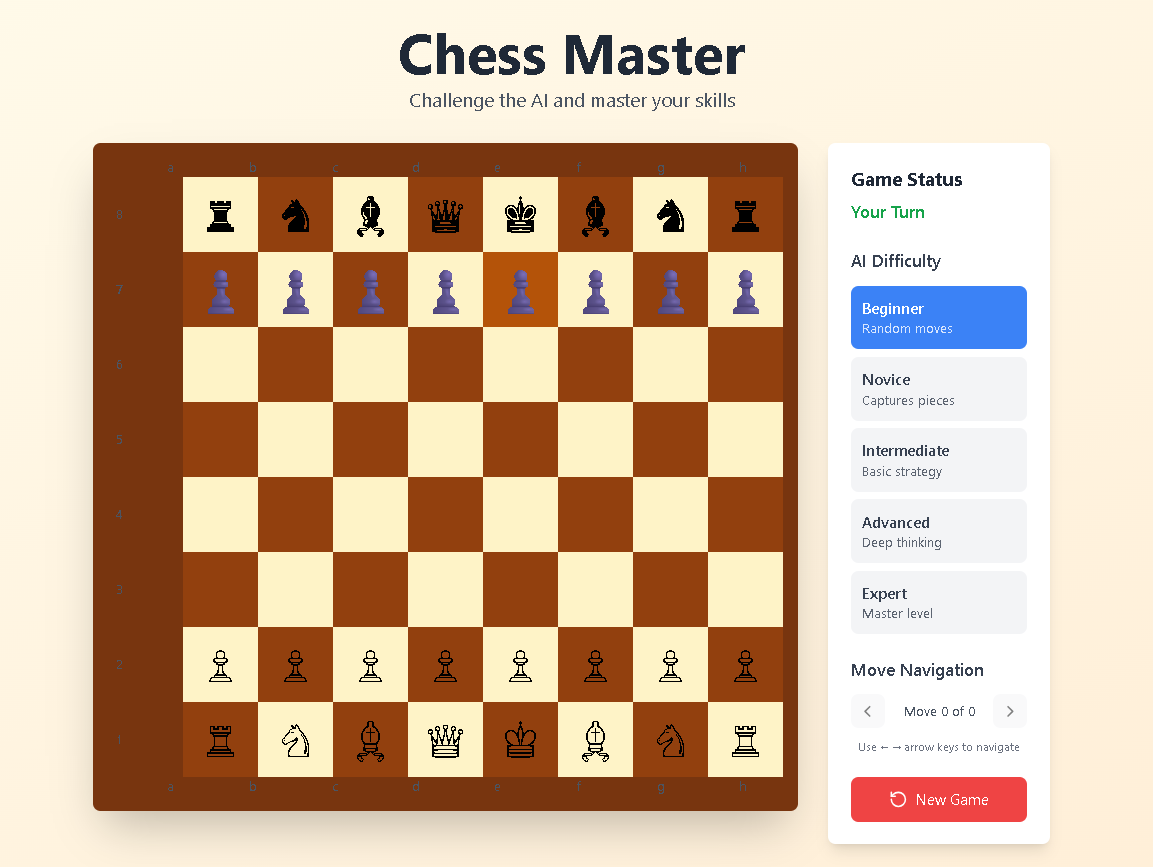 Chess Master
Challenge the AI and master your skills
a b c d e f g h
8
7
6
5
4
3
2
1
a b c d e f g h
Game Status
Your Turn
AI Difficulty
Beginner
Random moves
Novice
Captures pieces
Intermediate
Basic strategy
Advanced
Deep thinking
Expert
Master level
Move Navigation
Move 0 of 0
Use ← → arrow keys to navigate
New Game